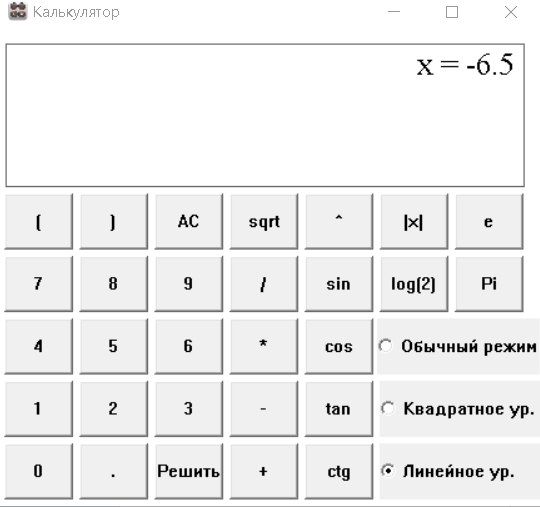 Калькулятор
x = -6.5
( ) AC sqrt ^ |x| e
7 8 9 / sin log(2) Pi
4 5 6 * cos Обычный режим
1 2 3 - tan Квадратное ур.
0 . Решить + ctg Линейное ур.